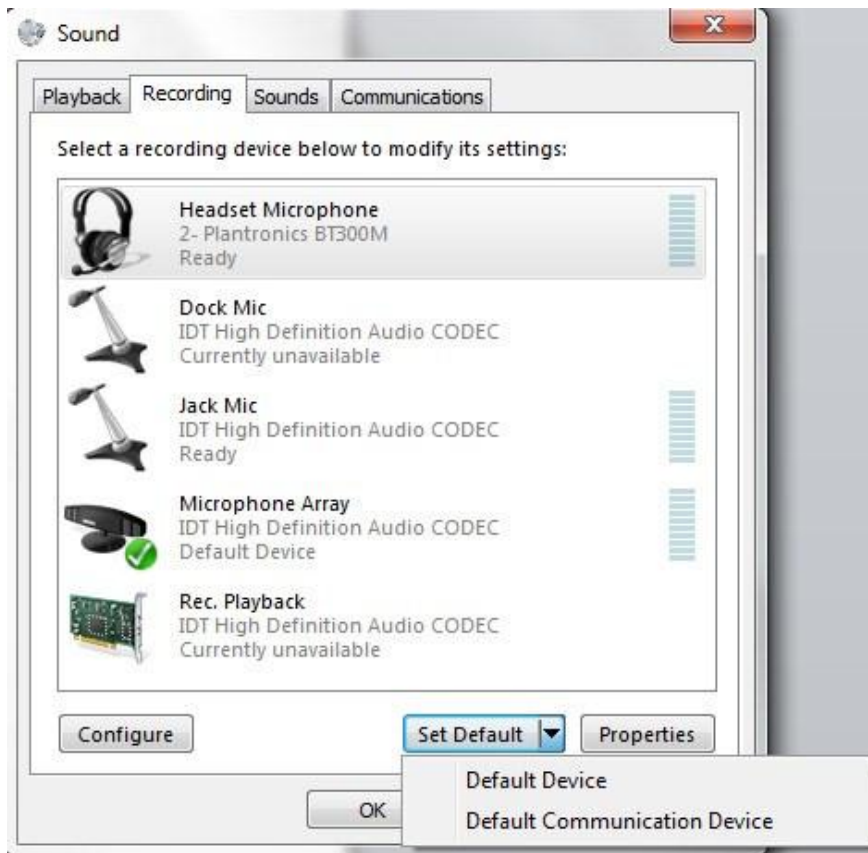 Sound
Playback Recording Sounds Communications
Select a recording device below to modify its settings:
Headset Microphone
2- Plantronics BT300M
Ready
Dock Mic
IDT High Definition Audio CODEC
Currently unavailable
Jack Mic
IDT High Definition Audio CODEC
Ready
Microphone Array
IDT High Definition Audio CODEC
Default Device
Rec. Playback
IDT High Definition Audio CODEC
Currently unavailable
Configure Set Default Properties
Default Device
OK
Default Communication Device